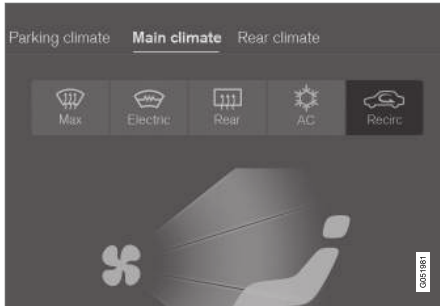 Parking climate Main climate Rear climate
Max Electric Rear AC Recirc
G051981